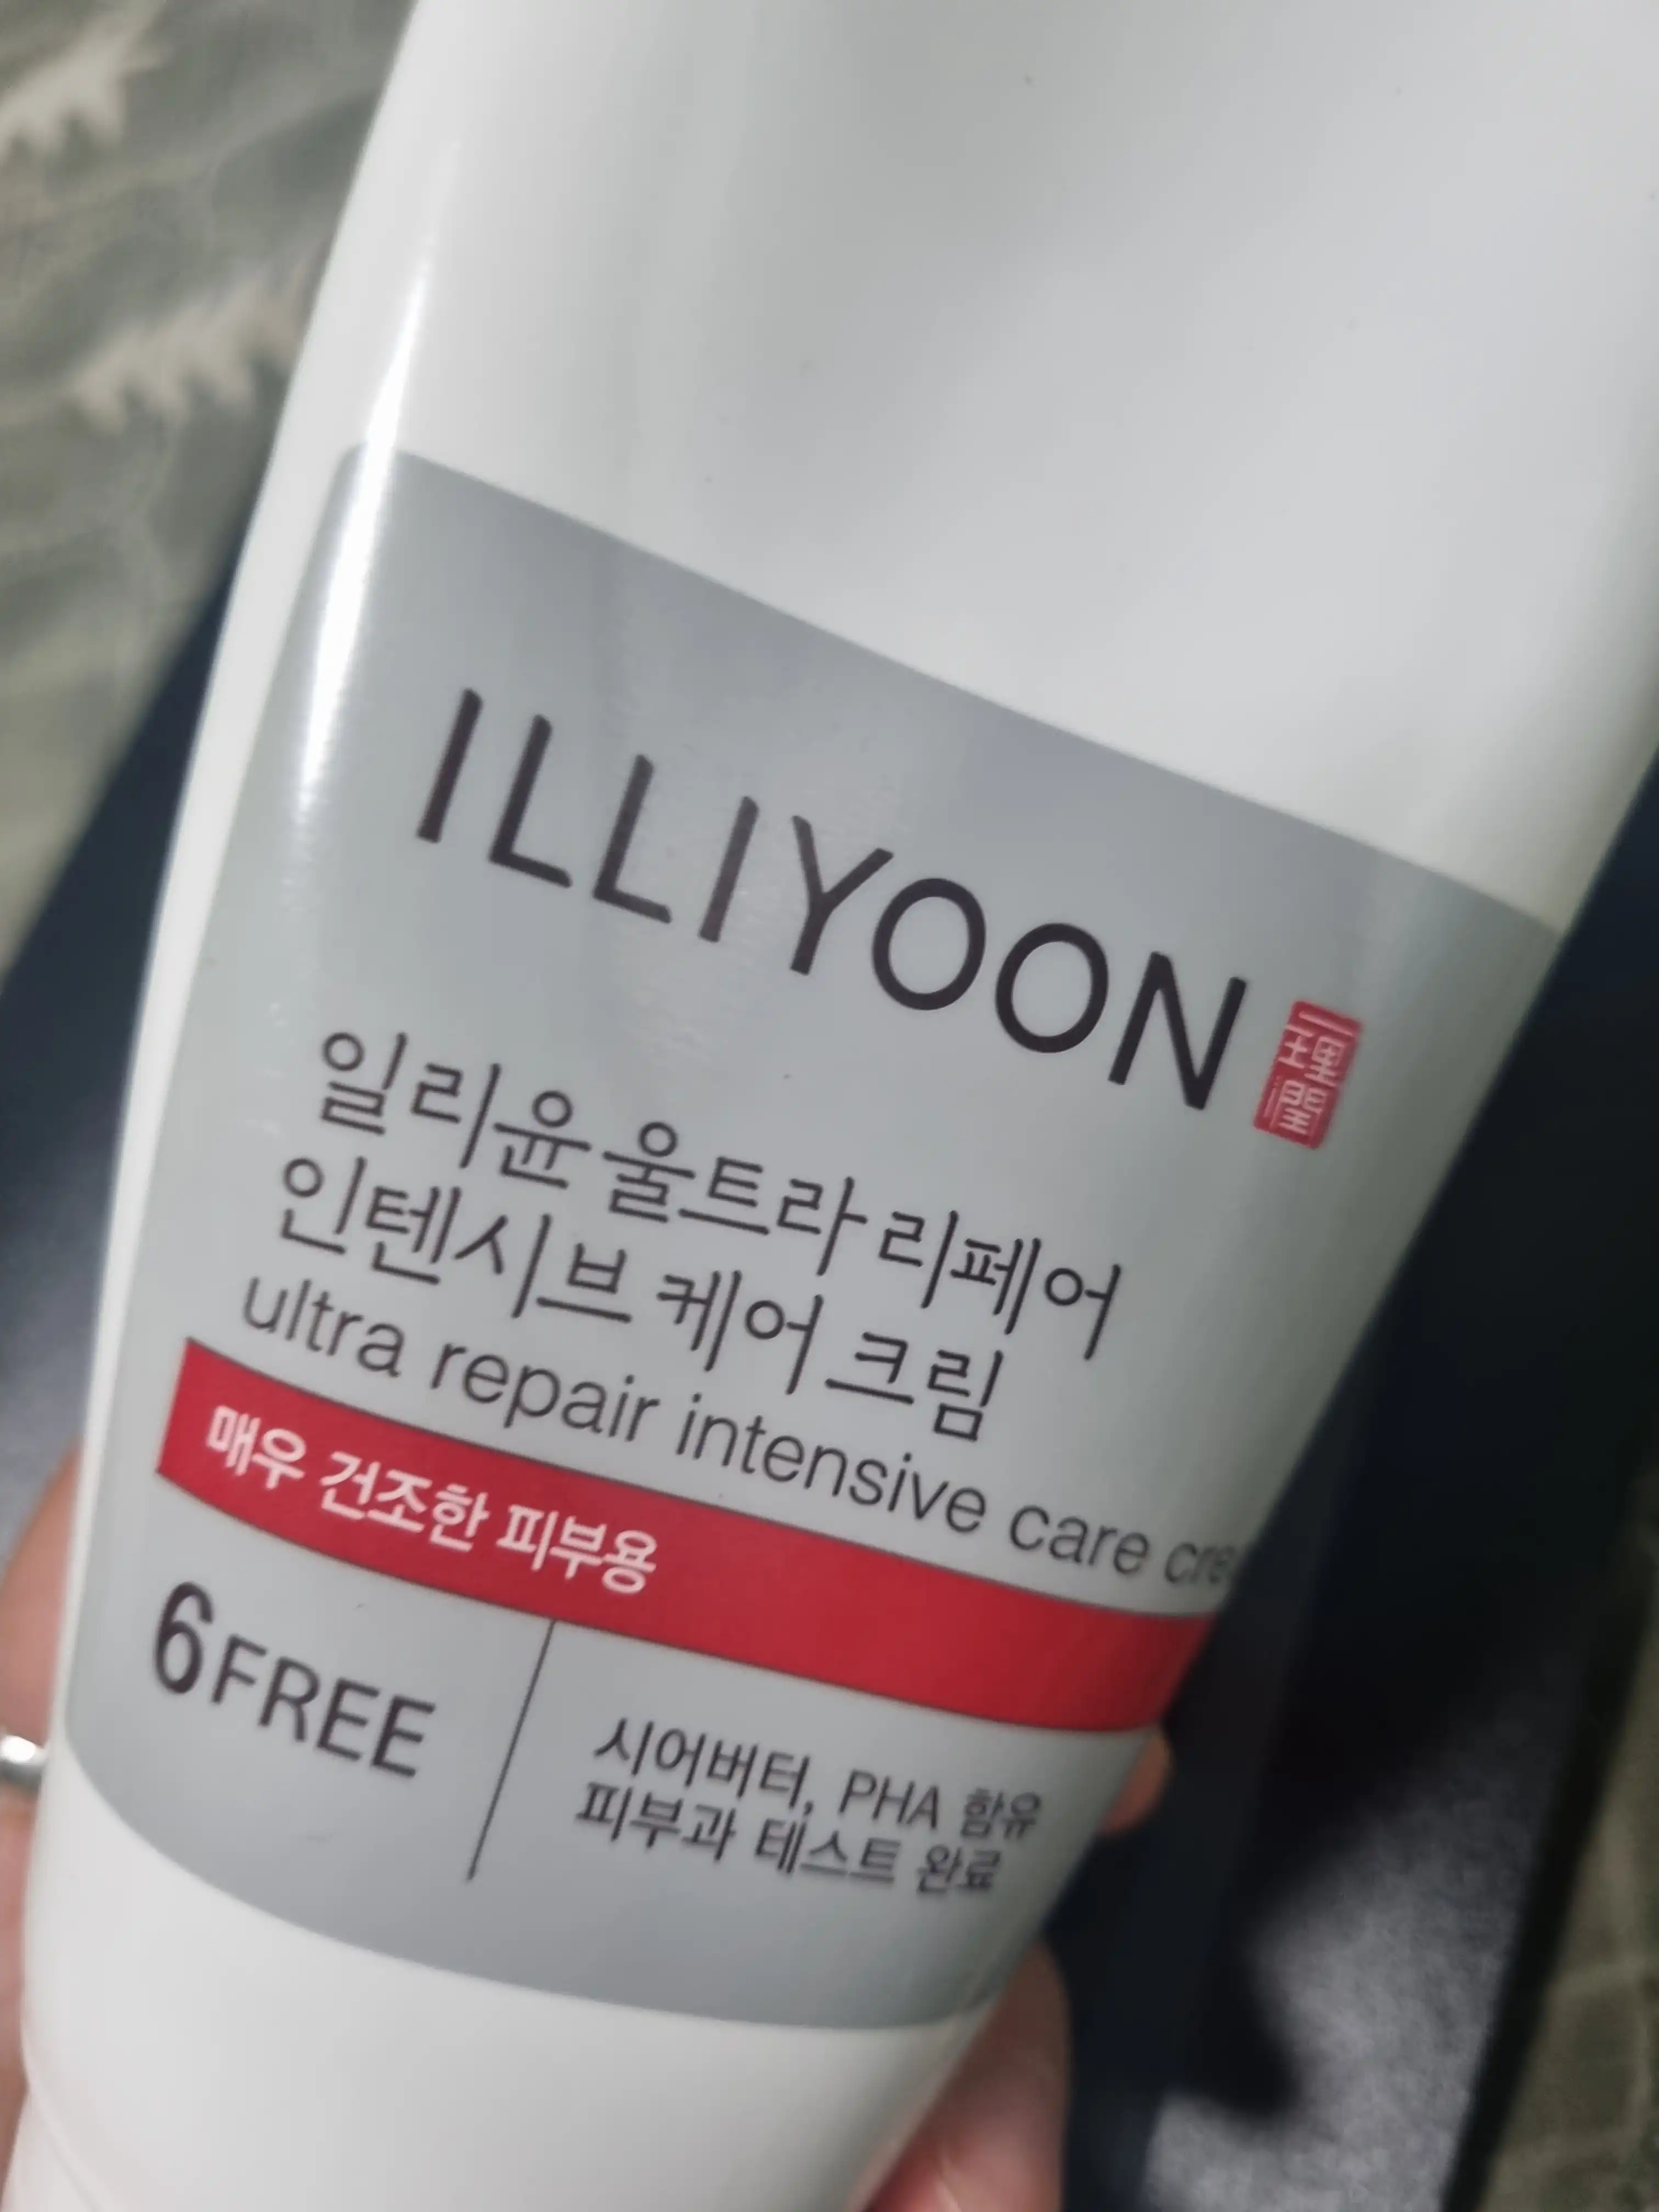 ILLIYOON
일리윤 울트라 리페어
인텐시브 케어 크림
ultra repair intensive care
매우 건조한 피부용
6FREE
시어버터, PHA 함유
피부과 테스트 완료